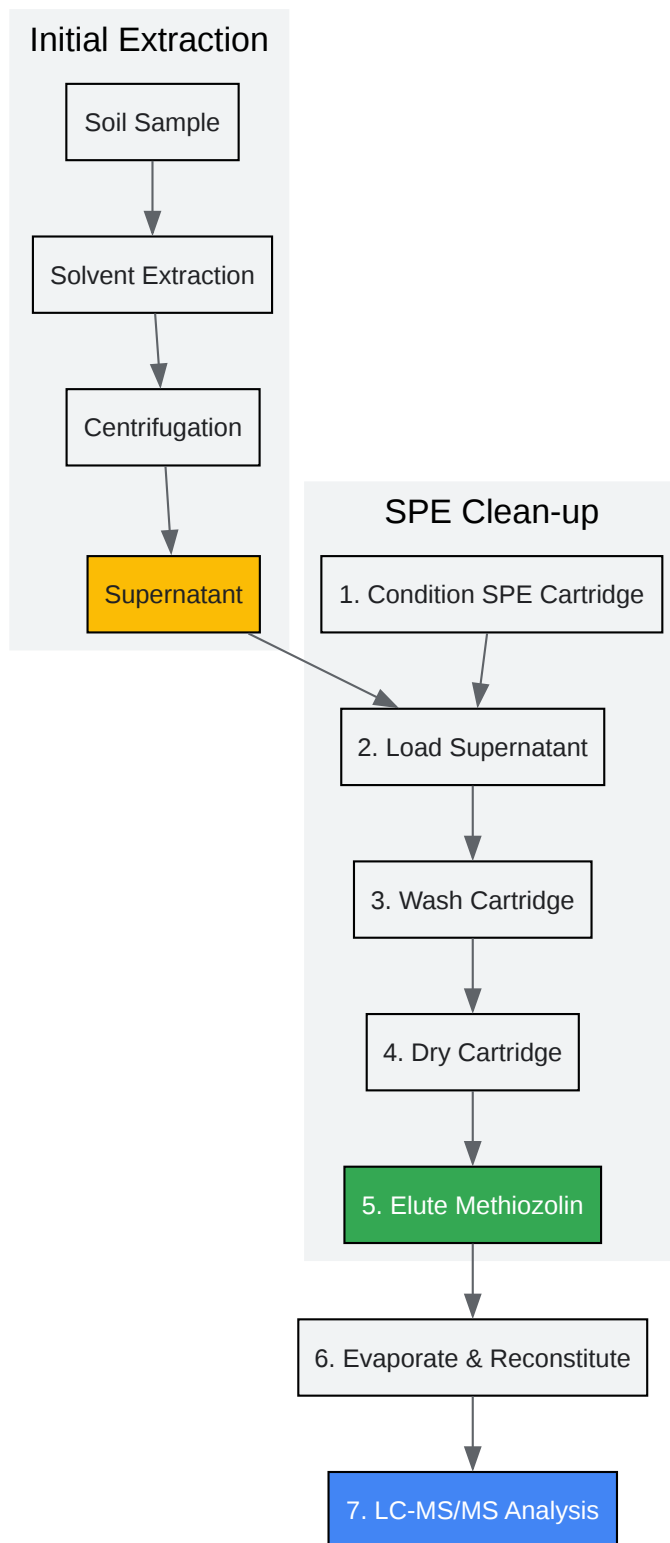 Initial Extraction
Soil Sample
Solvent Extraction
Centrifugation
Supernatant
SPE Clean-up
1. Condition SPE Cartridge
2. Load Supernatant
3. Wash Cartridge
4. Dry Cartridge
5. Elute Methiozolin
6. Evaporate & Reconstitute
7. LC-MS/MS Analysis